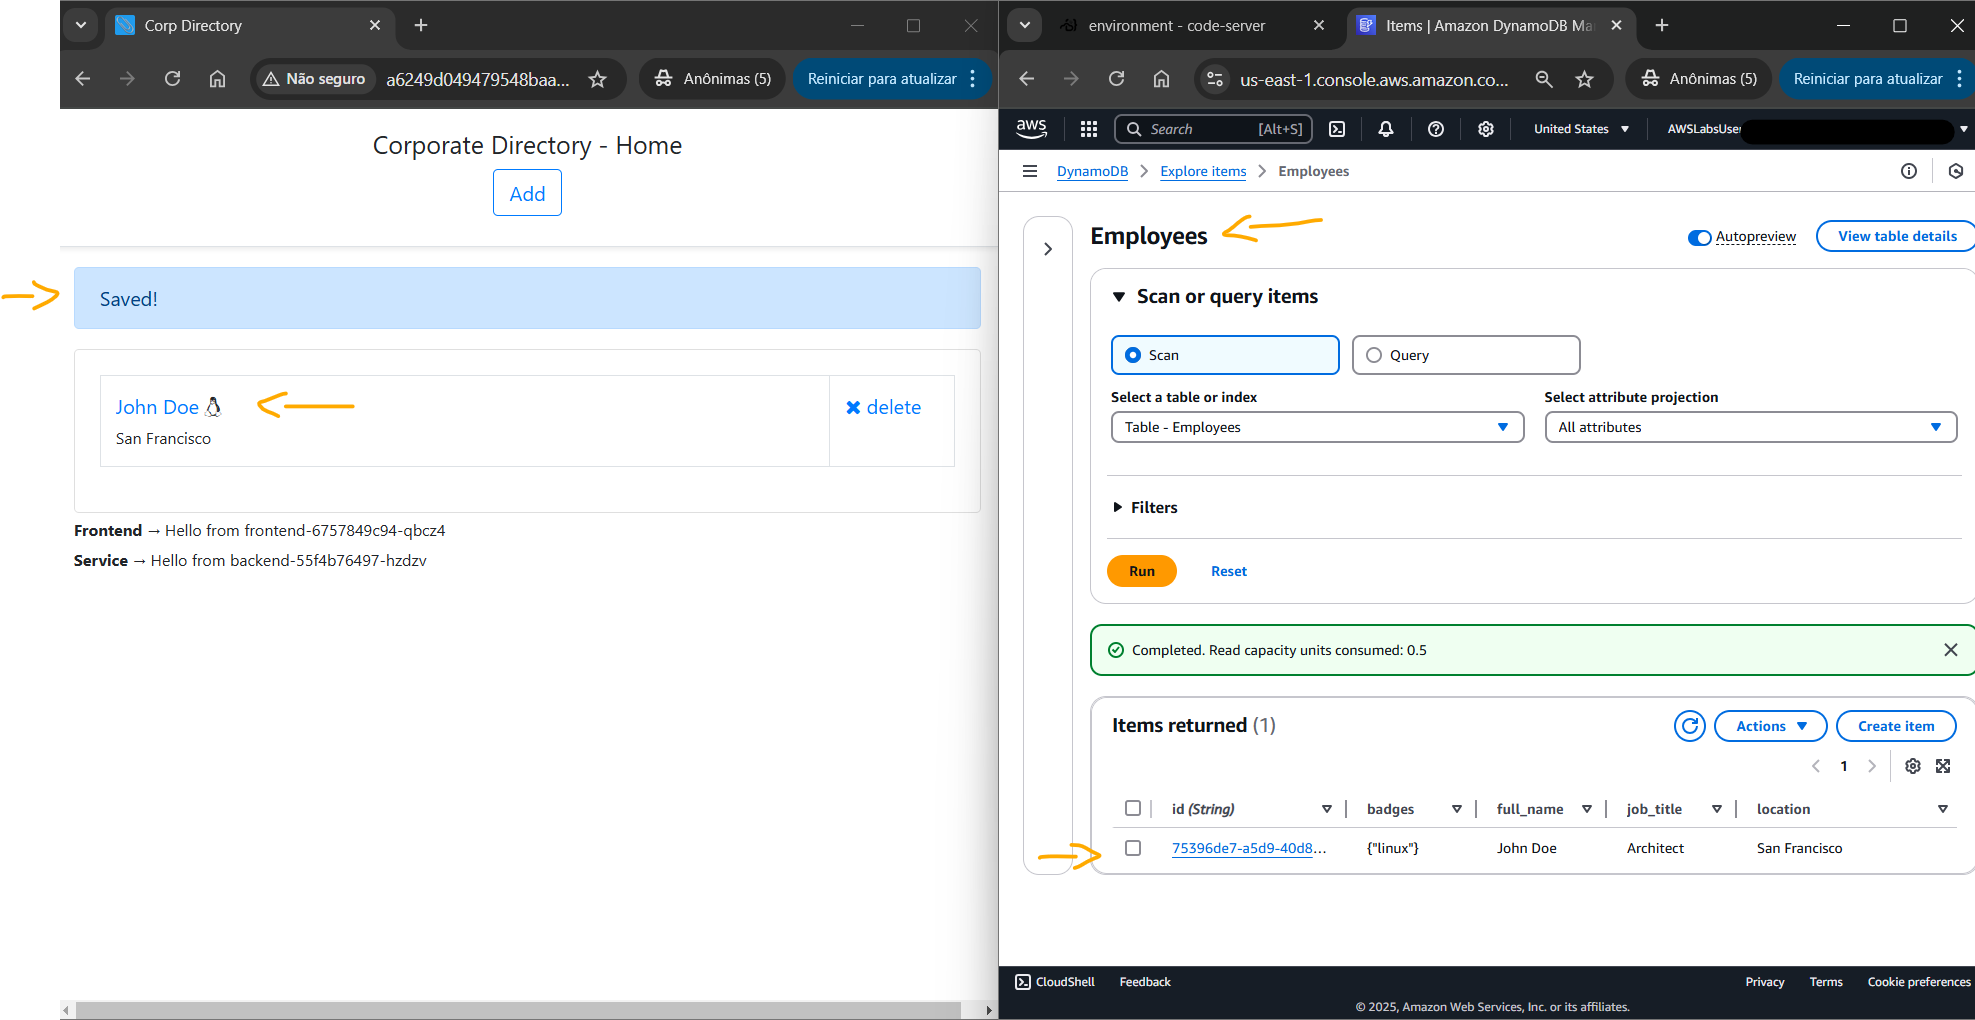 Corp Directory
Não seguro a6249d049479548baa... Anônimas (5) Reiniciar para atualizar
Corporate Directory - Home
Add
Saved!
John Doe
delete
San Francisco
Frontend → Hello from frontend-6757849c94-qbcz4
Service → Hello from backend-55f4b76497-hzdzv
environment - code-server
Items | Amazon DynamoDB Ma
us-east-1.console.aws.amazon.co... Anônimas (5) Reiniciar para atualizar
aws Search [Alt+S] United States AWSLabsUser
DynamoDB Explore items Employees
Employees
Autopreview View table details
Scan or query items
Scan Query
Select a table or index Select attribute projection
Table - Employees All attributes
Filters
Run Reset
Completed. Read capacity units consumed: 0.5
Items returned (1)
Actions Create item
1
id (String) badges full_name job_title location
75396de7-a5d9-40d8... {"linux"} John Doe Architect San Francisco
CloudShell Feedback Privacy Terms Cookie preferences
© 2025, Amazon Web Services, Inc. or its affiliates.